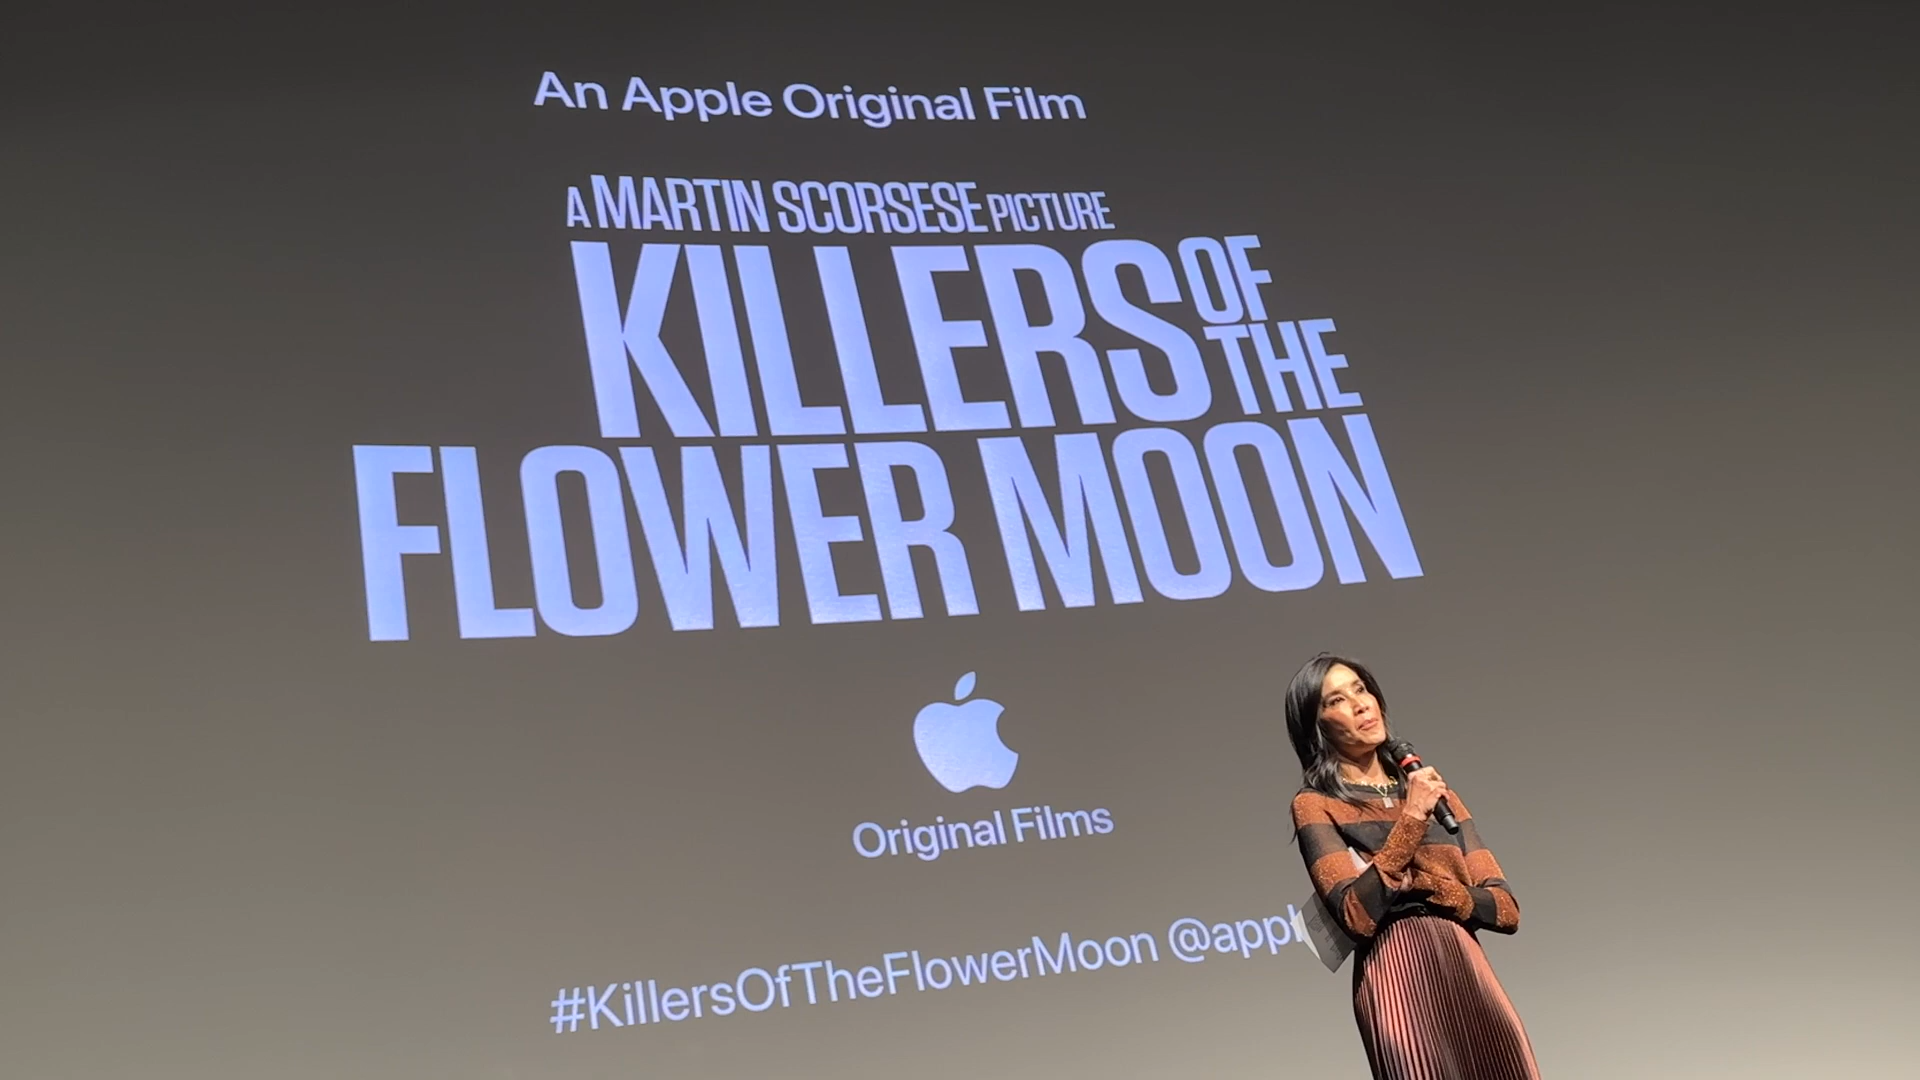 An Apple Original Film
A MARTIN SCORSESE PICTURE
KILLERS OF THE
FLOWER MOON
Original Films
#KillersOfTheFlowerMoon